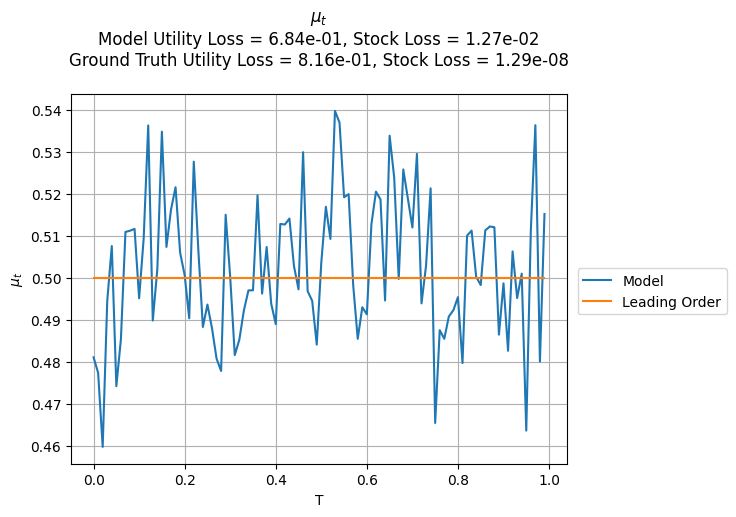 μₜ
Model Utility Loss = 6.84e-01, Stock Loss = 1.27e-02
Ground Truth Utility Loss = 8.16e-01, Stock Loss = 1.29e-08
0.54
0.53
0.52
0.51
0.50
0.49
0.48
0.47
0.46
μₜ
0.0
0.2
0.4
0.6
0.8
1.0
T
Model
Leading Order